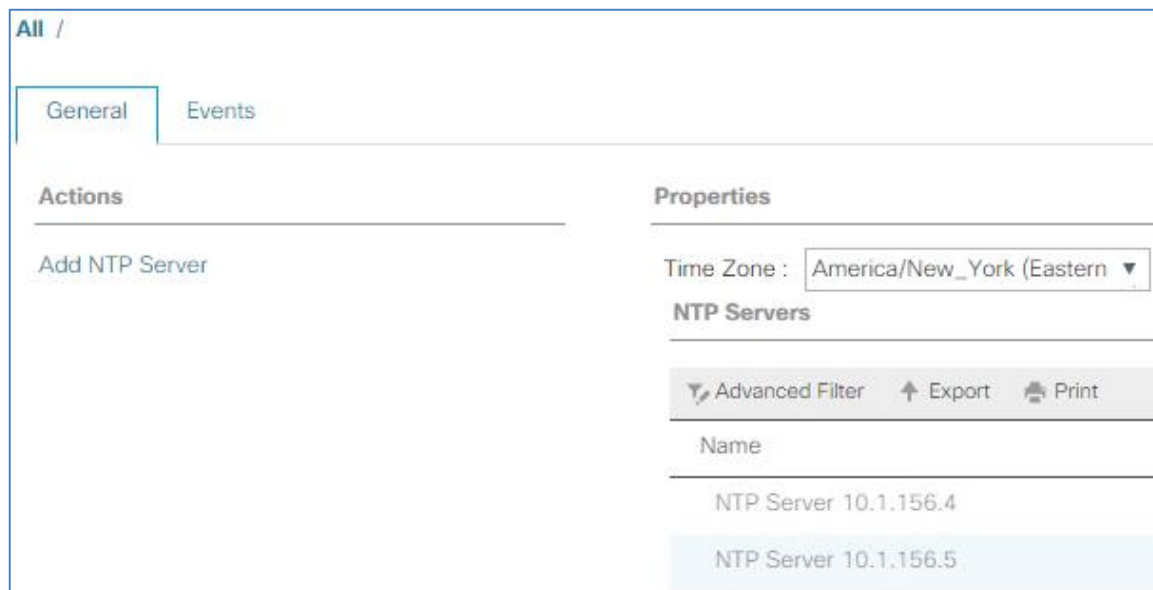 All /
General Events
Actions
Add NTP Server
Properties
Time Zone : America/New_York (Eastern
NTP Servers
Advanced Filter Export Print
Name
NTP Server 10.1.156.4
NTP Server 10.1.156.5